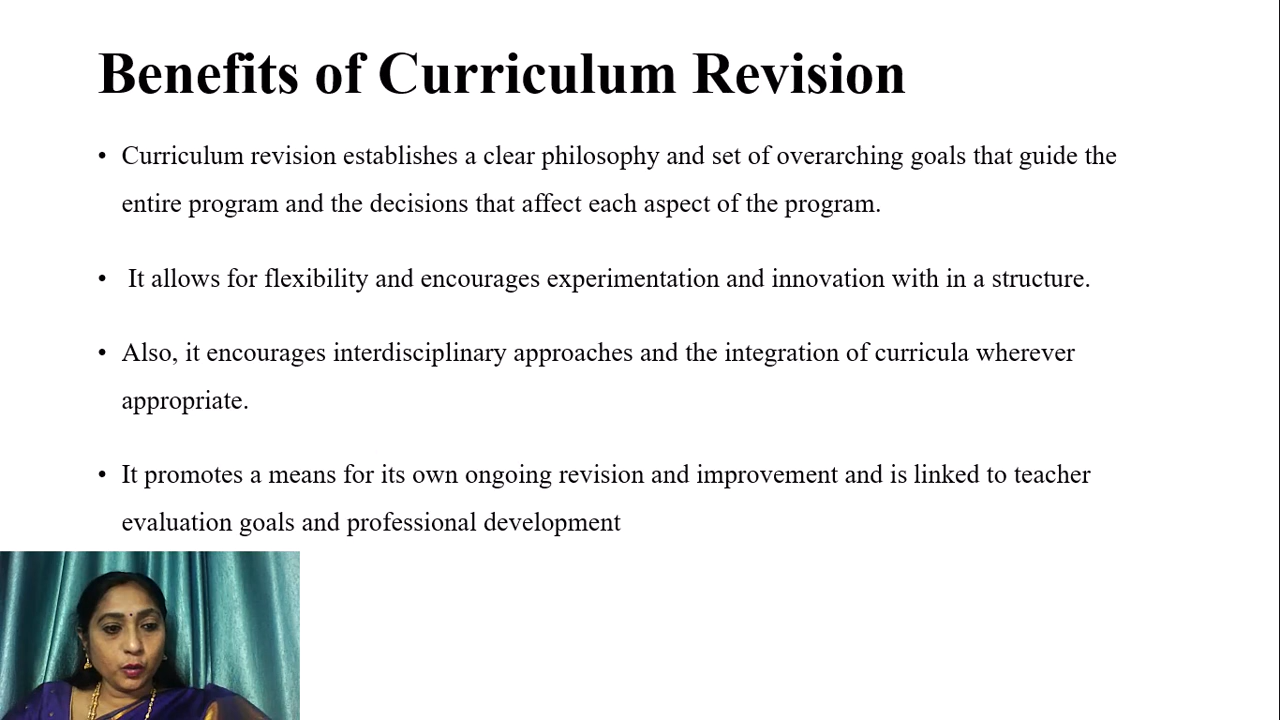 Benefits of Curriculum Revision
• Curriculum revision establishes a clear philosophy and set of overarching goals that guide the
entire program and the decisions that affect each aspect of the program.
• It allows for flexibility and encourages experimentation and innovation with in a structure.
• Also, it encourages interdisciplinary approaches and the integration of curricula wherever
appropriate.
• It promotes a means for its own ongoing revision and improvement and is linked to teacher
evaluation goals and professional development